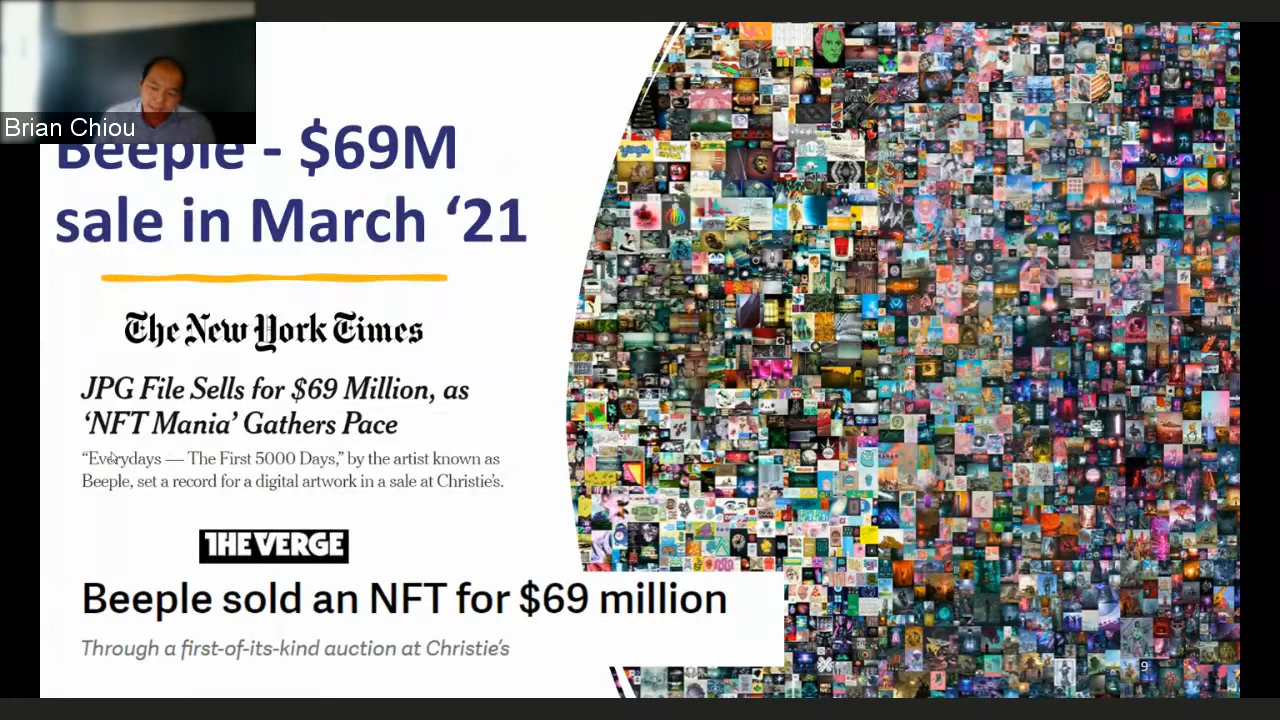 Brian Chiou
Beeple - $69M
sale in March ‘21
The New York Times
JPG File Sells for $69 Million, as
‘NFT Mania’ Gathers Pace
“Everydays — The First 5000 Days,” by the artist known as
Beeple, set a record for a digital artwork in a sale at Christie’s.
THE VERGE
Beeple sold an NFT for $69 million
Through a first-of-its-kind auction at Christie’s
9